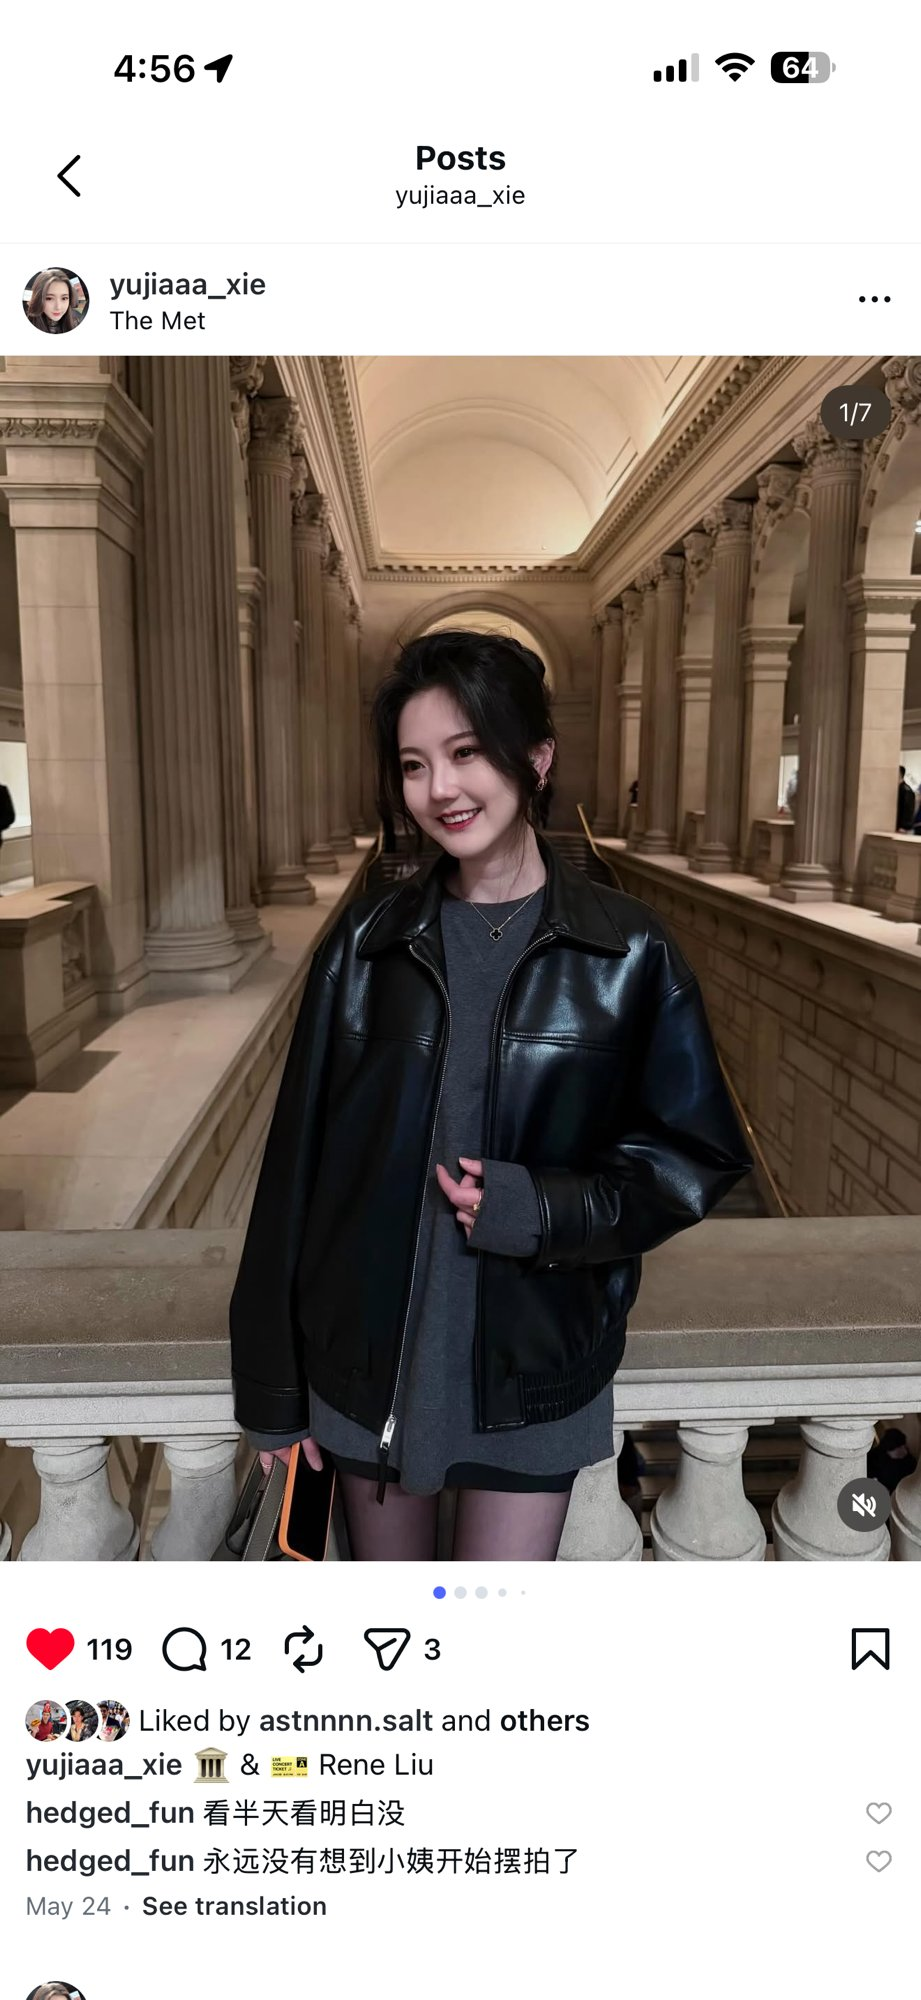 4:56
64
Posts
yujiaaa_xie
yujiaaa_xie
The Met
1/7
119 12 3
Liked by astnnnn.salt and others
yujiaaa_xie 🏛️ & 🎫 Rene Liu
hedged_fun 看半天看明白没
hedged_fun 永远没有想到小姨开始摆拍了
May 24 · See translation